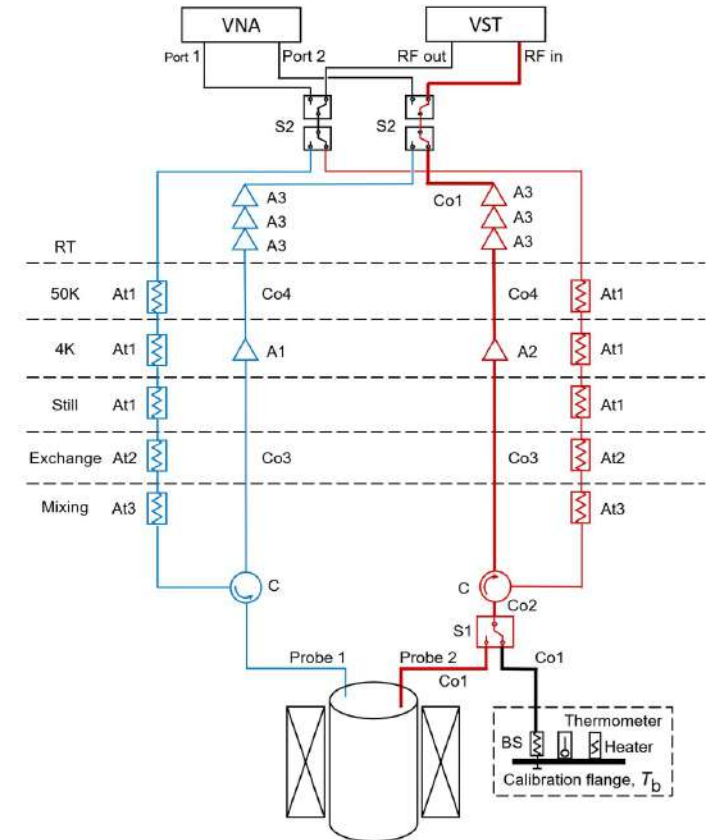 VNA VST
Port 1 Port 2 RF out RF in
S2 S2
A3 Co1 A3
A3 A3
A3 A3
RT
50K At1 Co4 Co4 At1
4K At1 A1 A2 At1
Still At1 At1
Exchange At2 Co3 Co3 At2
Mixing At3 At3
C C
Co2
S1
Probe 1 Probe 2 Co1
Co1
Thermometer
BS Heater
Calibration flange, Tb